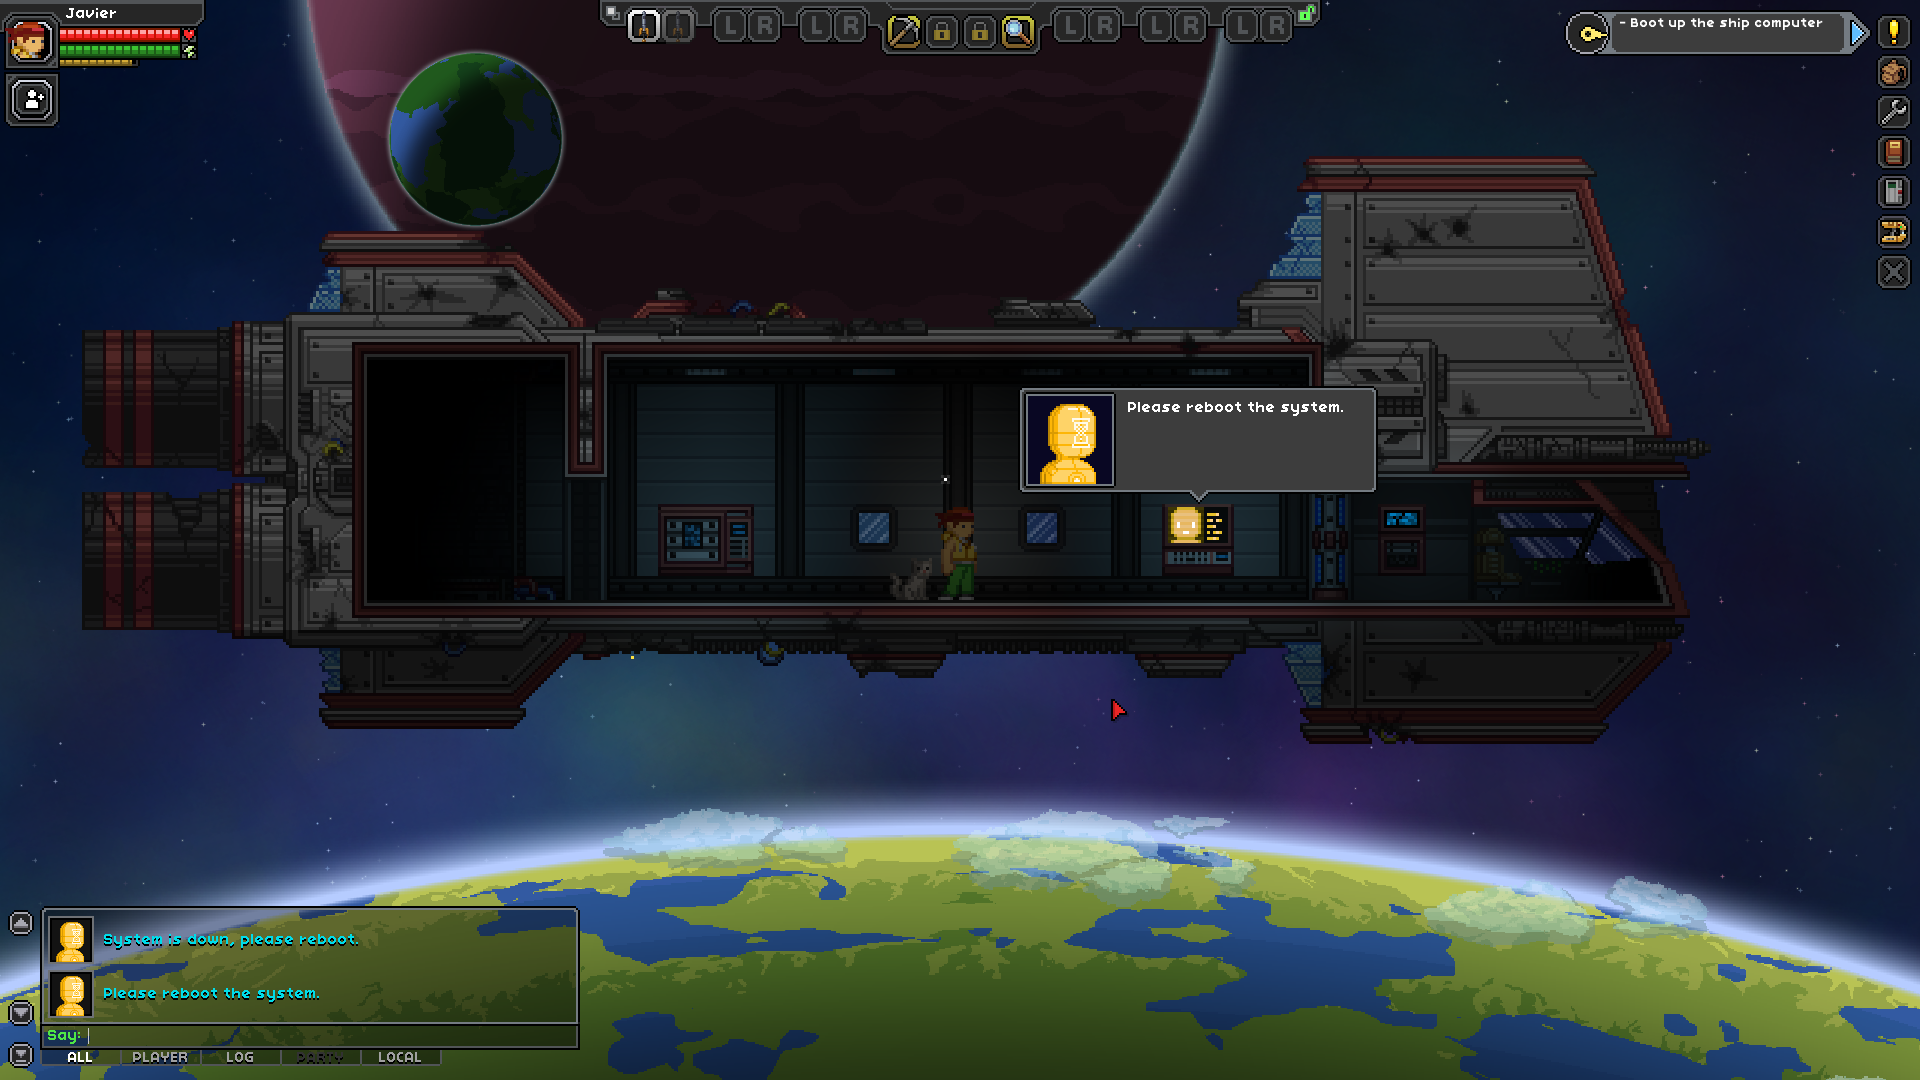 Javier
L R L R L R L R L R
- Boot up the ship computer
Please reboot the system.
System is down, please reboot.
Please reboot the system.
Say:
ALL PLAYER LOG PARTY LOCAL